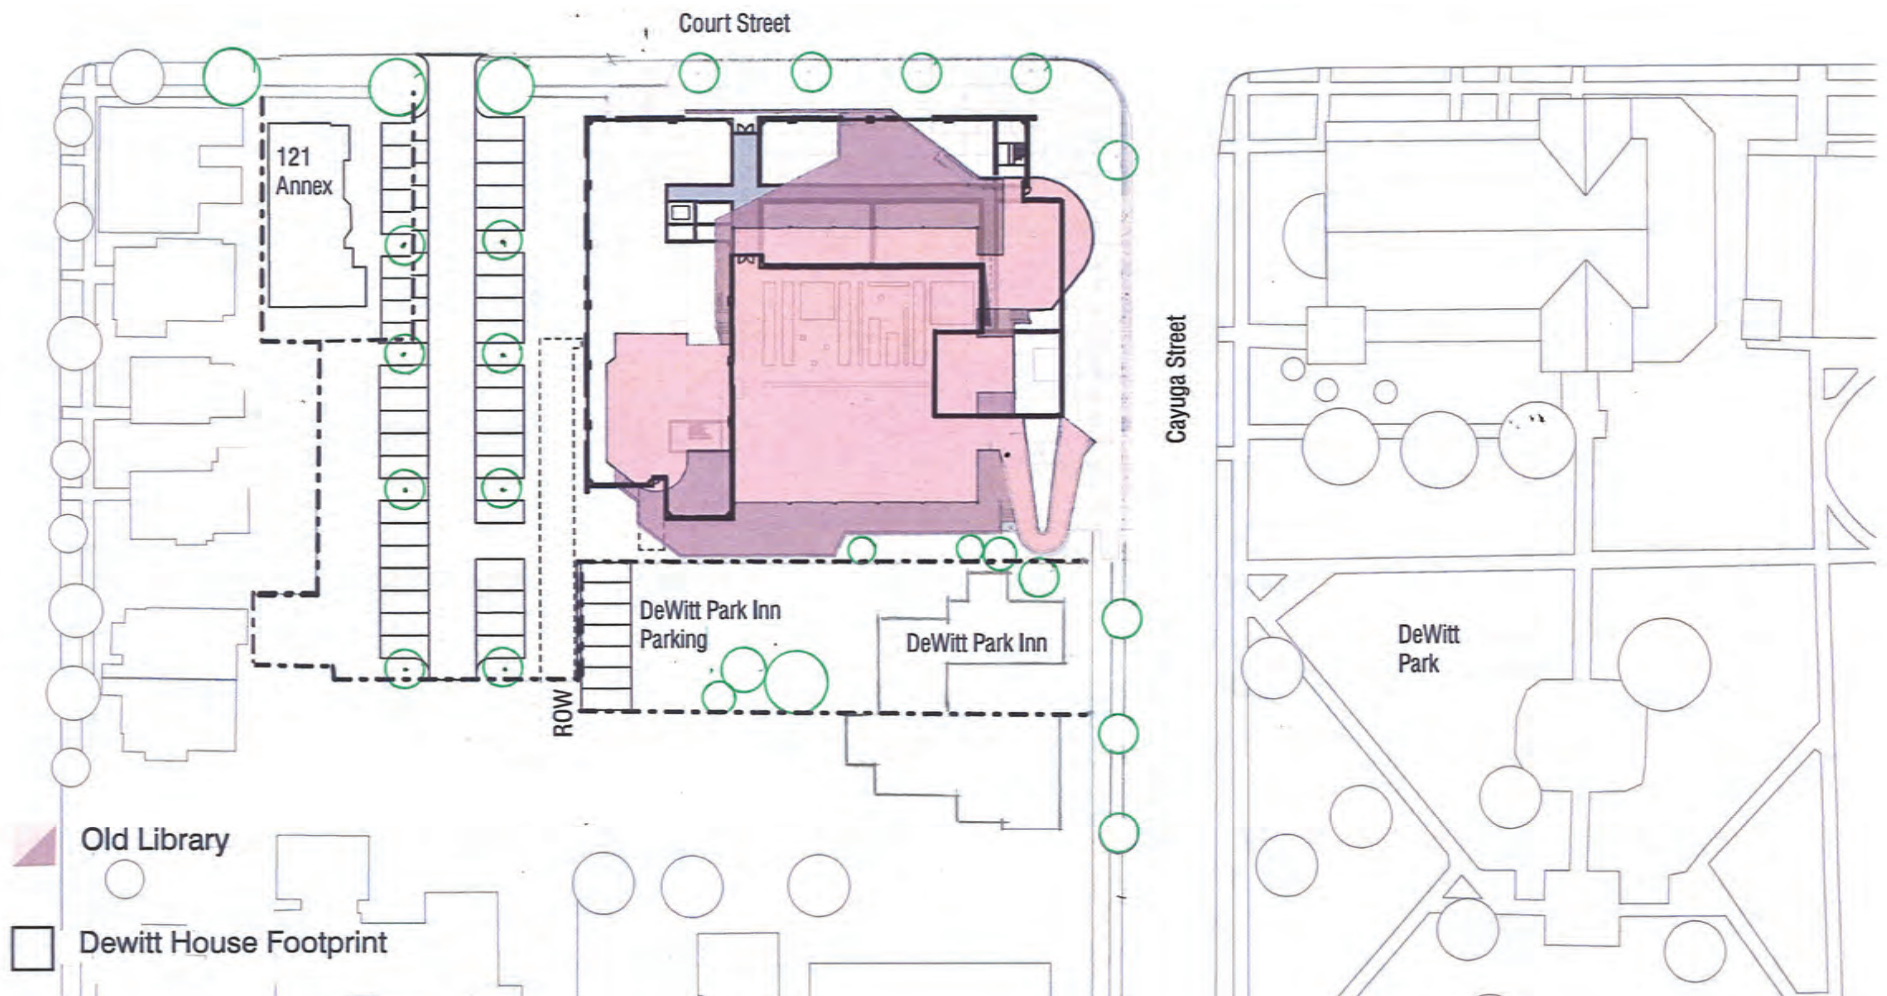 Court Street
121
Annex
Cayuga Street
DeWitt Park Inn
Parking
DeWitt Park Inn
DeWitt
Park
ROW
Old Library
Dewitt House Footprint